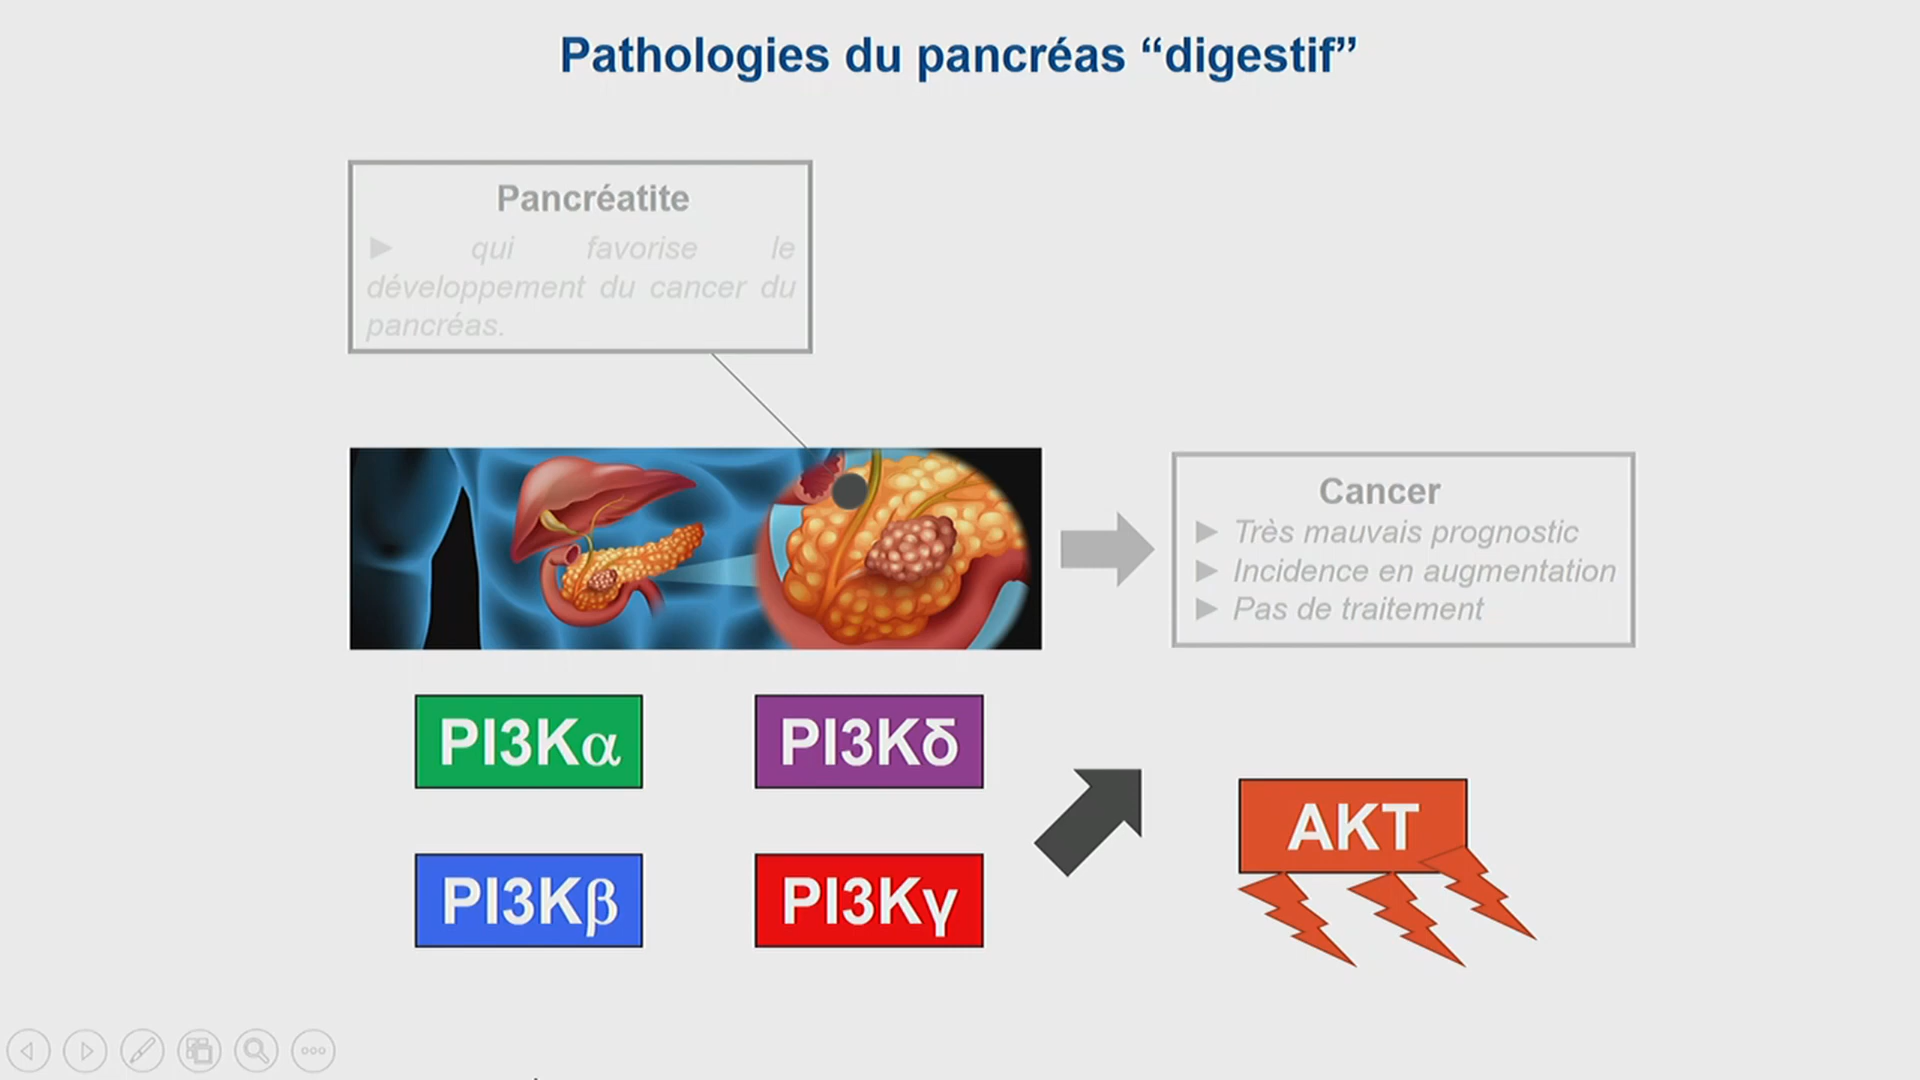 Pathologies du pancréas “digestif”
Pancréatite
► qui favorise le
développement du cancer du
pancréas.
Cancer
► Très mauvais prognostic
► Incidence en augmentation
► Pas de traitement
PI3Kα
PI3Kδ
AKT
PI3Kβ
PI3Kγ